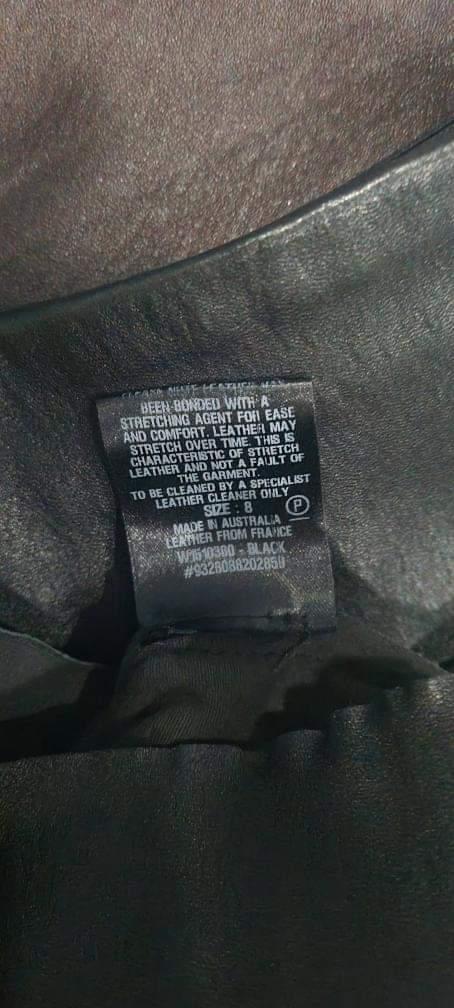 BEEN BONDED WITH A
STRETCHING AGENT FOR EASE
AND COMFORT. LEATHER MAY
STRETCH OVER TIME. THIS IS
CHARACTERISTIC OF STRETCH
LEATHER AND NOT A FAULT OF
THE GARMENT.
TO BE CLEANED BY A SPECIALIST
LEATHER CLEANER ONLY
SIZE : 8
P
MADE IN AUSTRALIA
LEATHER FROM FRANCE
- BLACK